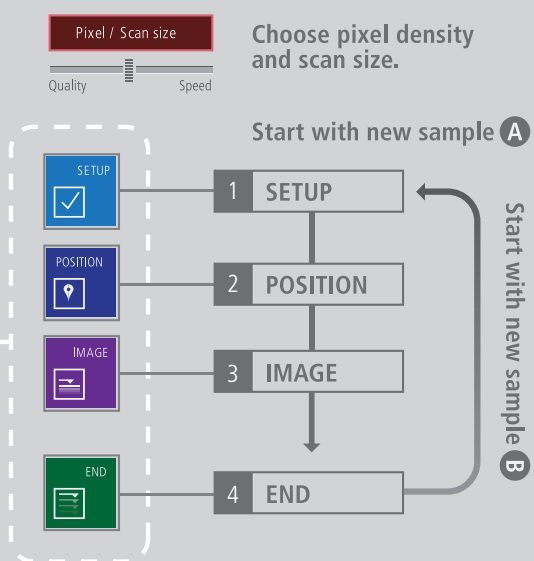 Pixel / Scan size
Quality
Speed
Choose pixel density
and scan size.
Start with new sample A
SETUP
1 SETUP
POSITION
2 POSITION
IMAGE
3 IMAGE
END
4 END
Start with new sample B